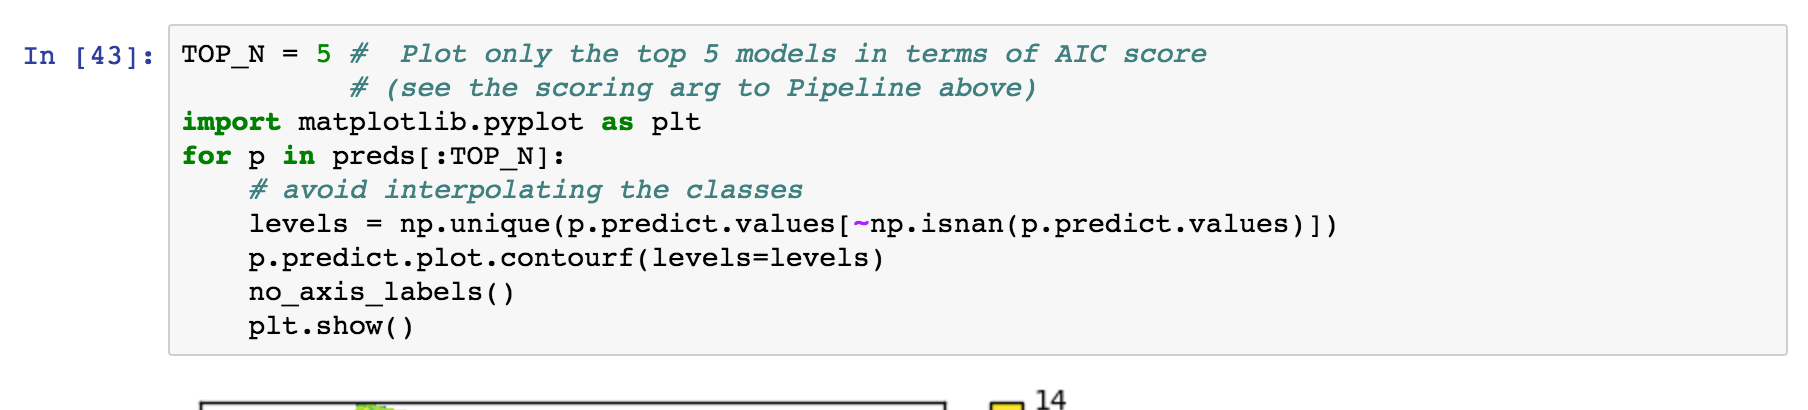 In [43]: TOP_N = 5 #  Plot only the top 5 models in terms of AIC score
          # (see the scoring arg to Pipeline above)
import matplotlib.pyplot as plt
for p in preds[:TOP_N]:
    # avoid interpolating the classes
    levels = np.unique(p.predict.values[~np.isnan(p.predict.values)])
    p.predict.plot.contourf(levels=levels)
    no_axis_labels()
    plt.show()
14